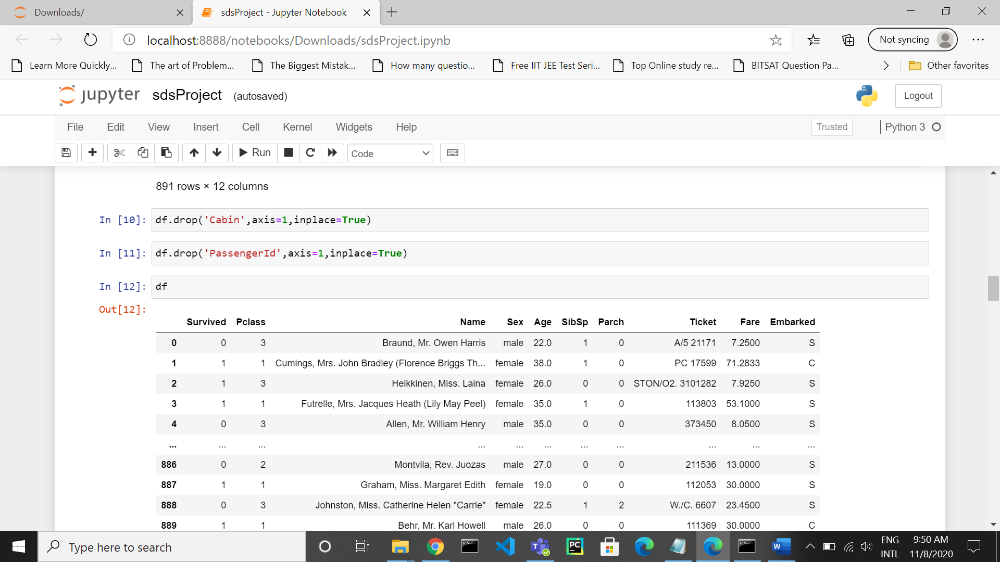 Downloads/
sdsProject - Jupyter Notebook
localhost:8888/notebooks/Downloads/sdsProject.ipynb
Not syncing
Learn More Quickly...
The art of Problem...
The Biggest Mistak...
How many questio...
Free IIT JEE Test Seri...
Top Online study re...
BITSAT Question Pa...
Other favorites
jupyter sdsProject (autosaved)
Logout
File Edit View Insert Cell Kernel Widgets Help
Trusted
Python 3
Run
Code
891 rows × 12 columns
In [10]: df.drop('Cabin',axis=1,inplace=True)
In [11]: df.drop('PassengerId',axis=1,inplace=True)
In [12]: df
Out[12]:
Survived Pclass Name Sex Age SibSp Parch Ticket Fare Embarked
0 0 3 Braund, Mr. Owen Harris male 22.0 1 0 A/5 21171 7.2500 S
1 1 1 Cumings, Mrs. John Bradley (Florence Briggs Th... female 38.0 1 0 PC 17599 71.2833 C
2 1 3 Heikkinen, Miss. Laina female 26.0 0 0 STON/O2. 3101282 7.9250 S
3 1 1 Futrelle, Mrs. Jacques Heath (Lily May Peel) female 35.0 1 0 113803 53.1000 S
4 0 3 Allen, Mr. William Henry male 35.0 0 0 373450 8.0500 S
... ... ... ... ... ... ... ... ... ... ...
886 0 2 Montvila, Rev. Juozas male 27.0 0 0 211536 13.0000 S
887 1 1 Graham, Miss. Margaret Edith female 19.0 0 0 112053 30.0000 S
888 0 3 Johnston, Miss. Catherine Helen "Carrie" female 22.5 1 2 W./C. 6607 23.4500 S
889 1 1 Behr, Mr. Karl Howell male 26.0 0 0 111369 30.0000 C
Type here to search
PC
W
ENG
INTL
9:50 AM
11/8/2020